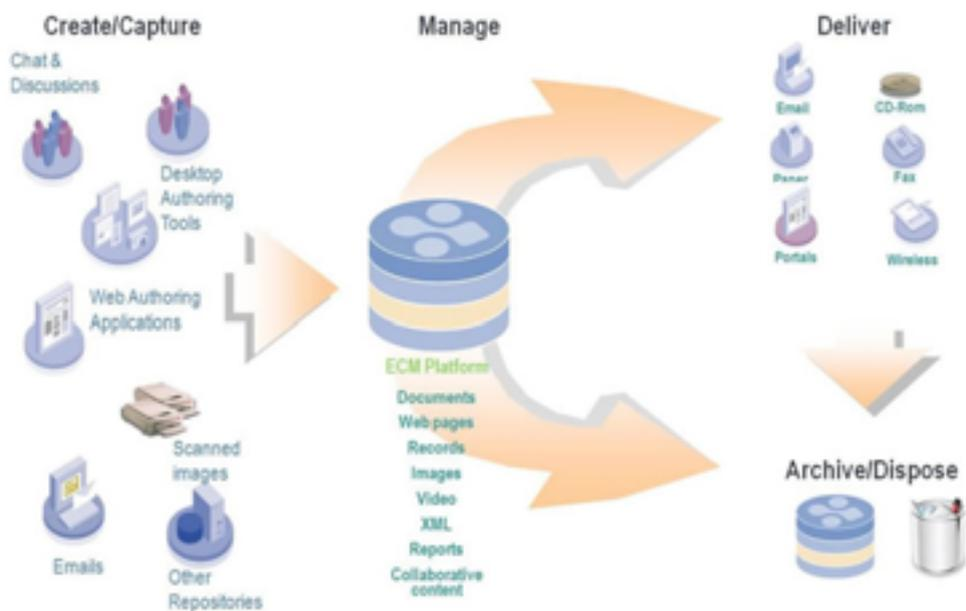 Create/Capture
Chat &
Discussions
Desktop
Authoring
Tools
Web Authoring
Applications
Scanned
images
Emails
Other
Repositories
Manage
ECM Platform
Documents
Web pages
Records
Images
Video
XML
Reports
Collaborative
content
Deliver
Email
CD-Rom
Paper
Fax
Portals
Wireless
Archive/Dispose